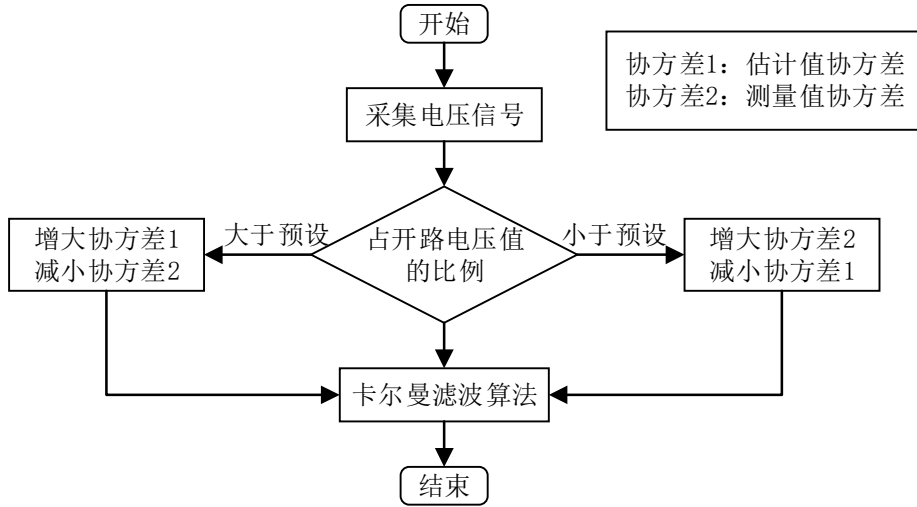 开始
协方差1：估计值协方差
协方差2：测量值协方差
采集电压信号
大于预设
占开路电压值
的比例
小于预设
增大协方差1
减小协方差2
增大协方差2
减小协方差1
卡尔曼滤波算法
结束